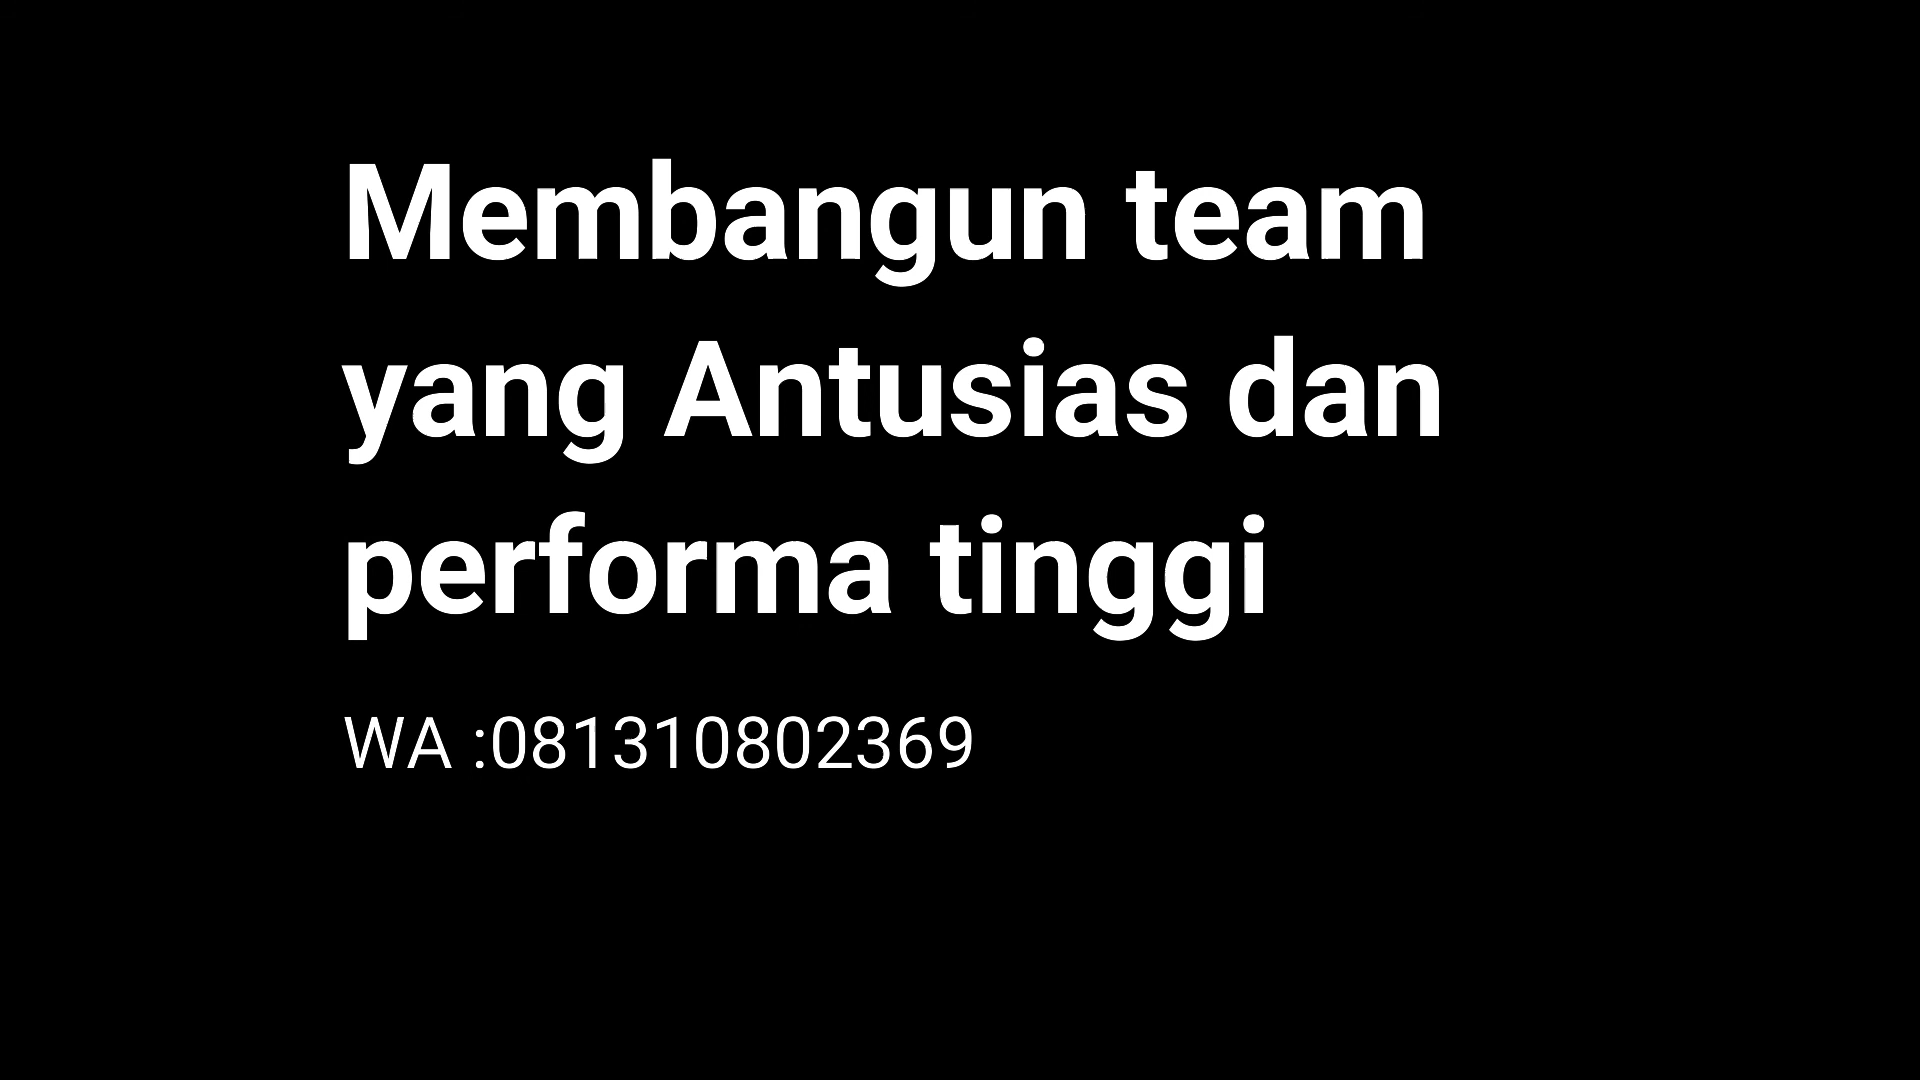 Membangun team
yang Antusias dan
performa tinggi
WA :081310802369